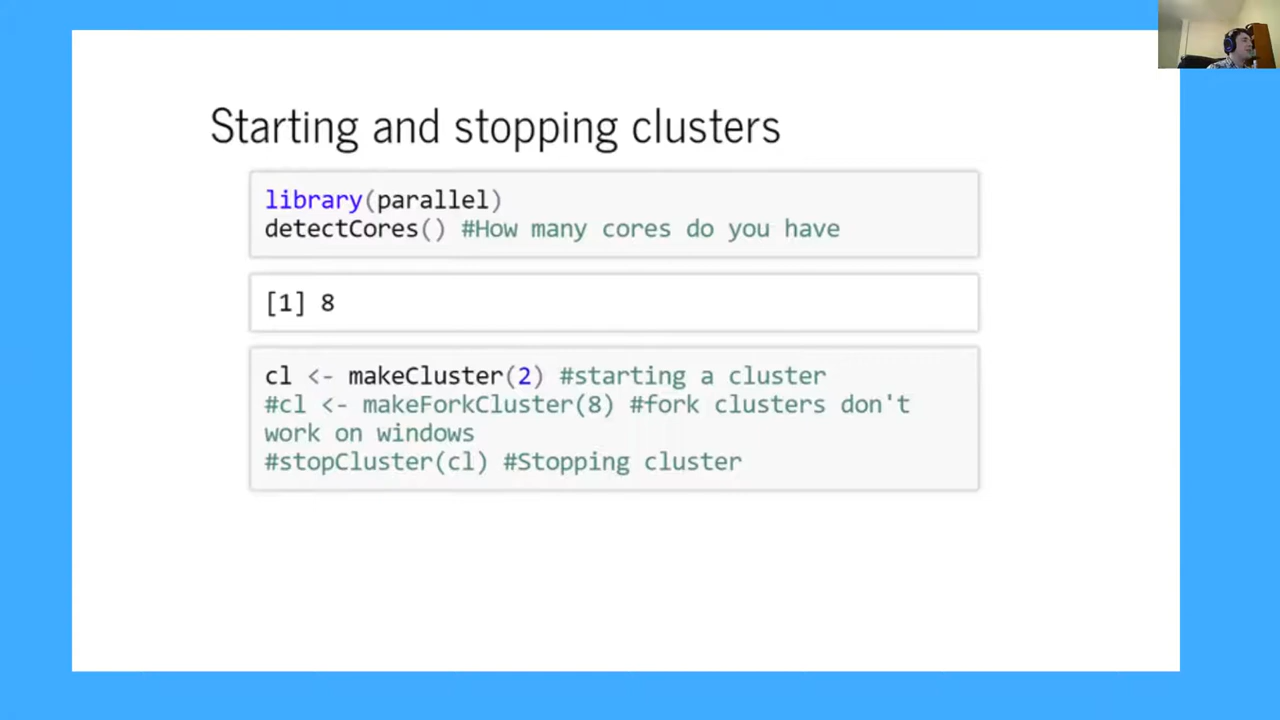 Starting and stopping clusters
library(parallel)
detectCores() #How many cores do you have
[1] 8
cl <- makeCluster(2) #starting a cluster
#cl <- makeForkCluster(8) #fork clusters don't
work on windows
#stopCluster(cl) #Stopping cluster